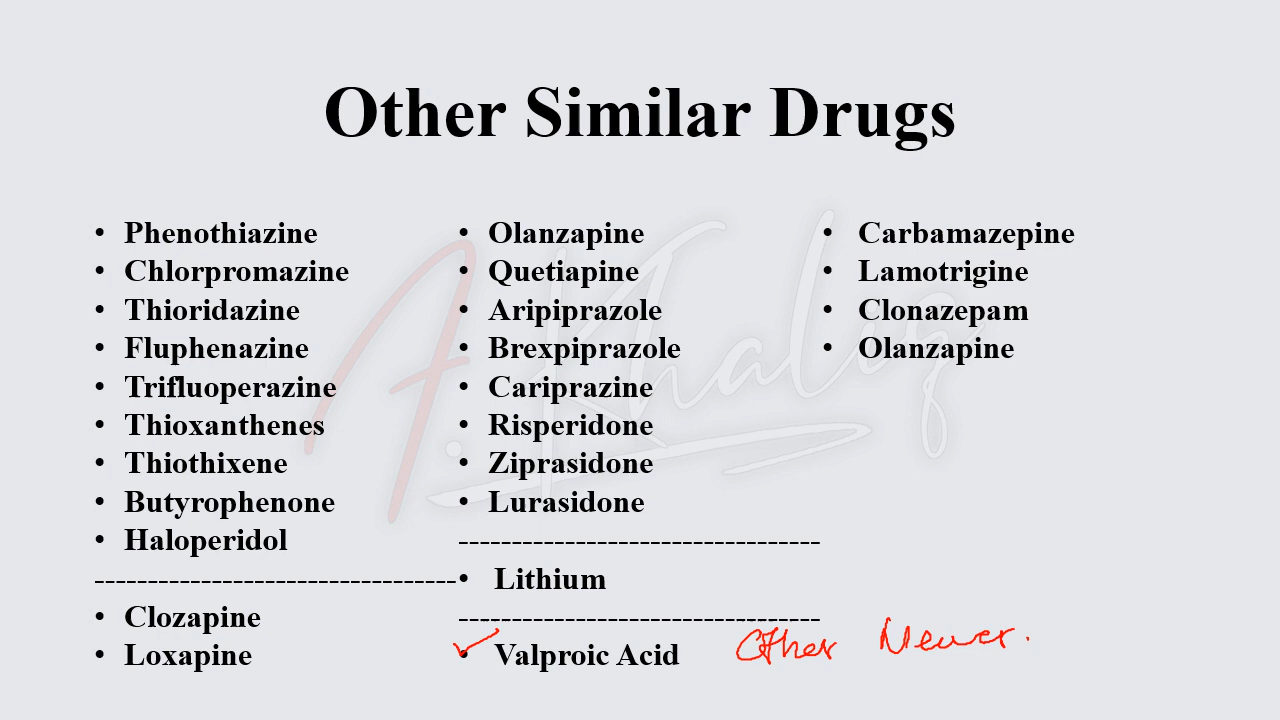 Other Similar Drugs
• Phenothiazine
• Chlorpromazine
• Thioridazine
• Fluphenazine
• Trifluoperazine
• Thioxanthenes
• Thiothixene
• Butyrophenone
• Haloperidol
----------------------------------
• Clozapine
• Loxapine
• Olanzapine
• Quetiapine
• Aripiprazole
• Brexpiprazole
• Cariprazine
• Risperidone
• Ziprasidone
• Lurasidone
----------------------------------
• Lithium
----------------------------------
• Valproic Acid
Other Newer.
• Carbamazepine
• Lamotrigine
• Clonazepam
• Olanzapine
A.Khaliq